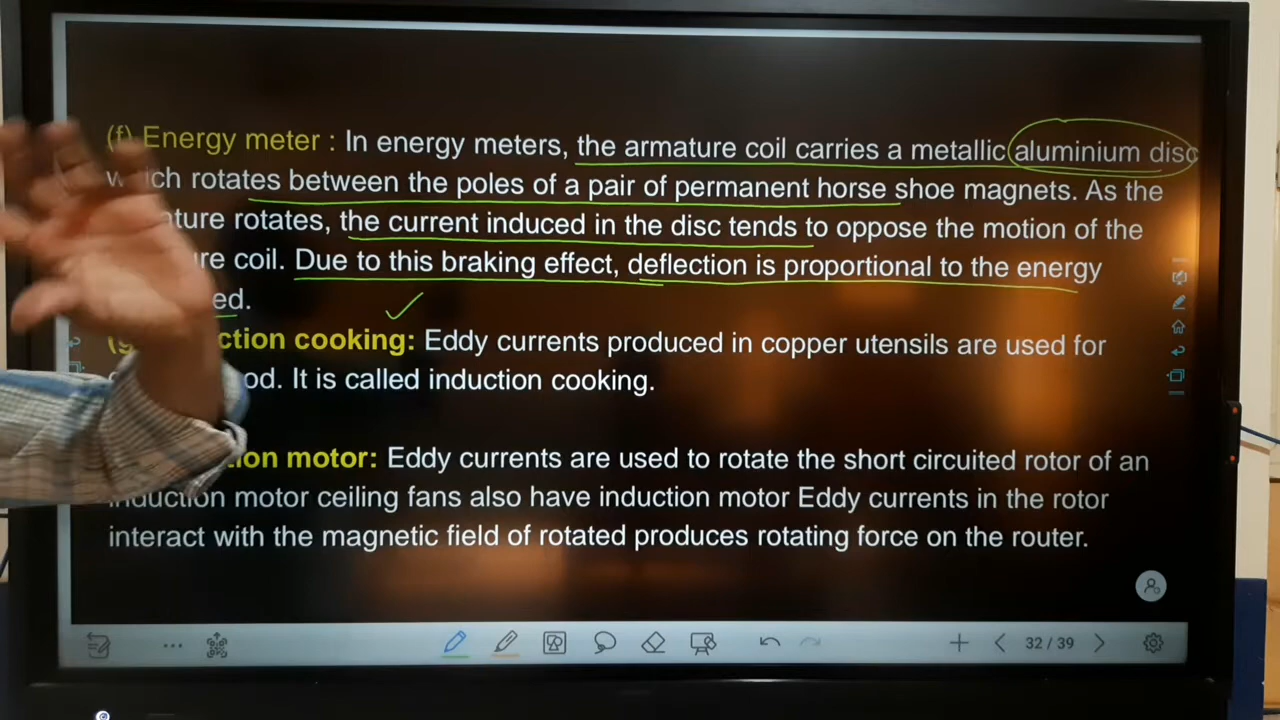 (f) Energy meter : In energy meters, the armature coil carries a metallic aluminium disc
which rotates between the poles of a pair of permanent horse shoe magnets. As the
ature rotates, the current induced in the disc tends to oppose the motion of the
re coil. Due to this braking effect, deflection is proportional to the energy
ed.
(g ction cooking: Eddy currents produced in copper utensils are used for
od. It is called induction cooking.
ion motor: Eddy currents are used to rotate the short circuited rotor of an
induction motor ceiling fans also have induction motor Eddy currents in the rotor
interact with the magnetic field of rotated produces rotating force on the router.
32 / 39